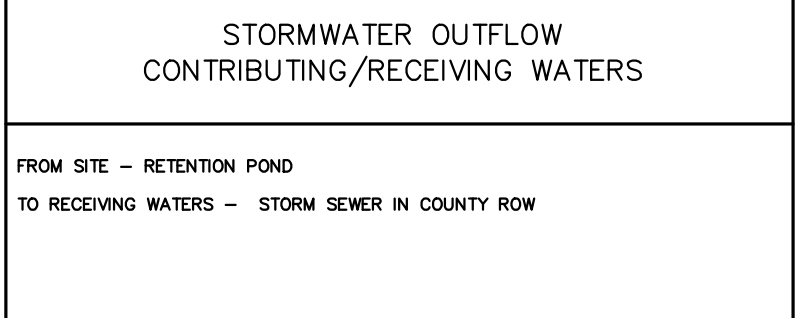 STORMWATER OUTFLOW
CONTRIBUTING/RECEIVING WATERS
FROM SITE – RETENTION POND
TO RECEIVING WATERS – STORM SEWER IN COUNTY ROW